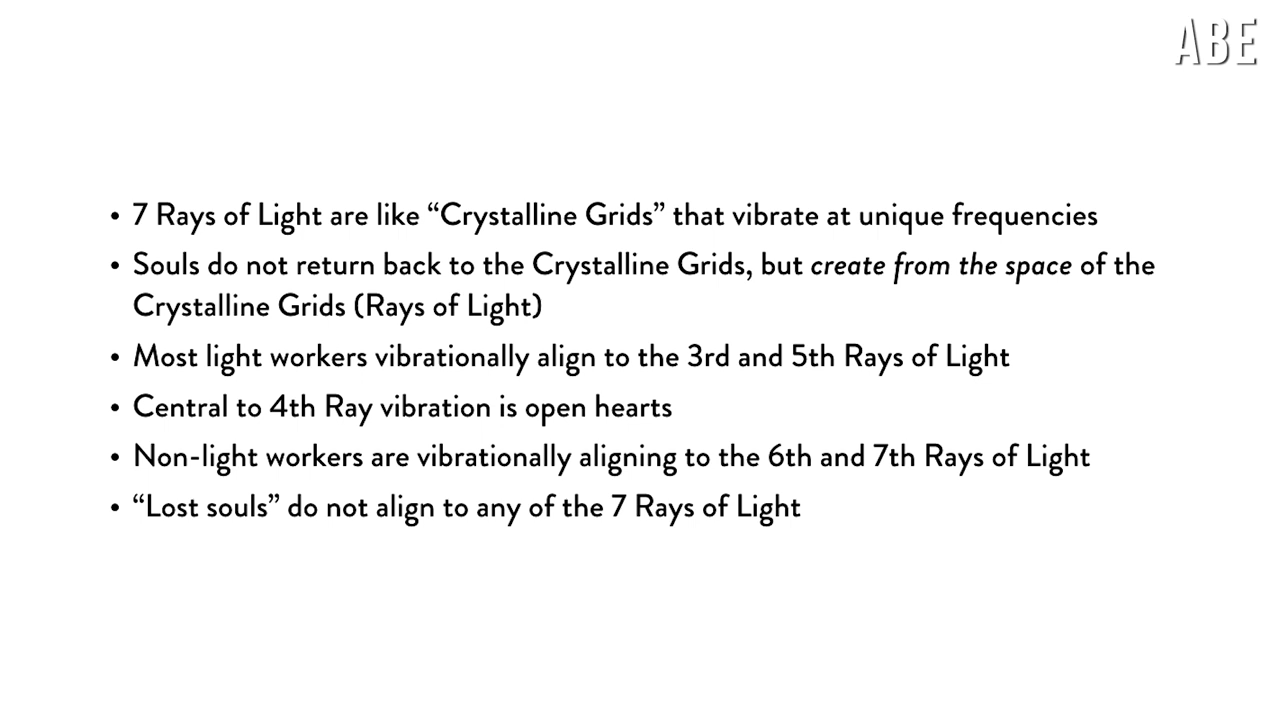 ABE
• 7 Rays of Light are like “Crystalline Grids” that vibrate at unique frequencies
• Souls do not return back to the Crystalline Grids, but create from the space of the
Crystalline Grids (Rays of Light)
• Most light workers vibrationally align to the 3rd and 5th Rays of Light
• Central to 4th Ray vibration is open hearts
• Non-light workers are vibrationally aligning to the 6th and 7th Rays of Light
• “Lost souls” do not align to any of the 7 Rays of Light